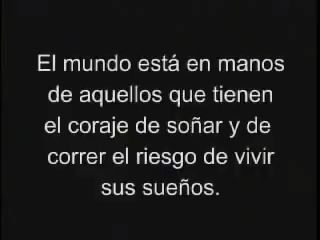 El mundo está en manos
de aquellos que tienen
el coraje de soñar y de
correr el riesgo de vivir
sus sueños.